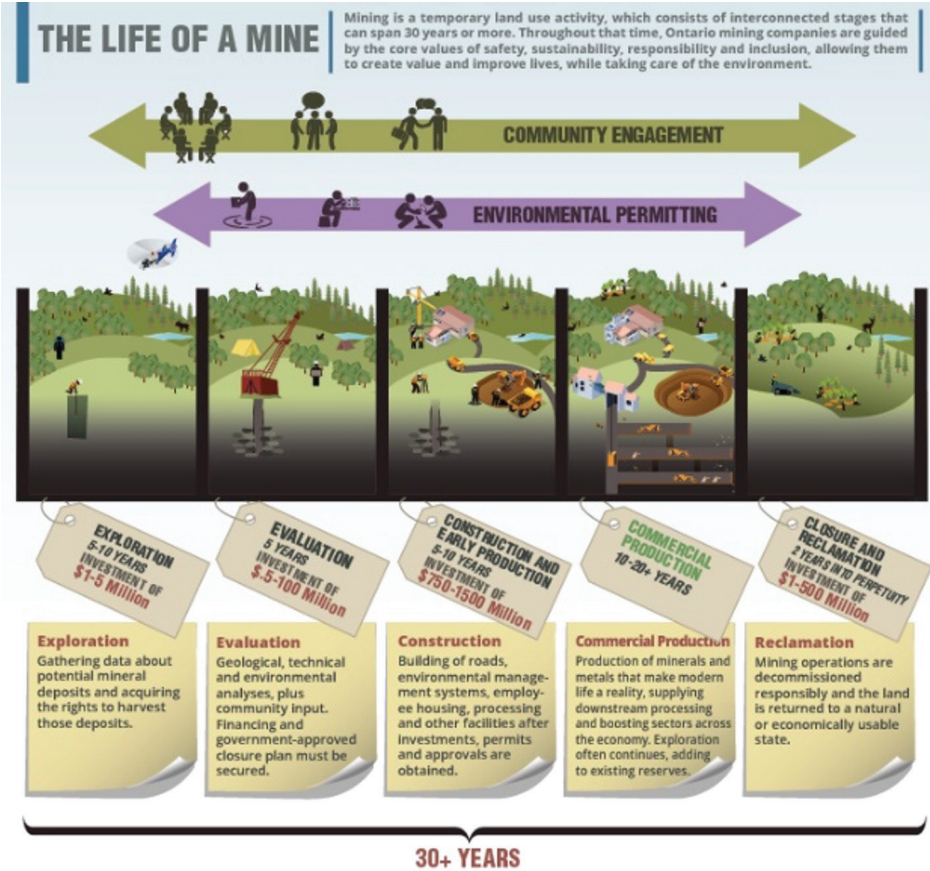 THE LIFE OF A MINE
Mining is a temporary land use activity, which consists of interconnected stages that
can span 30 years or more. Throughout that time, Ontario mining companies are guided
by the core values of safety, sustainability, responsibility and inclusion, allowing them
to create value and improve lives, while taking care of the environment.
COMMUNITY ENGAGEMENT
ENVIRONMENTAL PERMITTING
EXPLORATION
5-10 YEARS
INVESTMENT OF
$1-5 Million
EVALUATION
5 YEARS
INVESTMENT OF
$.5-100 Million
CONSTRUCTION AND
EARLY PRODUCTION
5-10 YEARS
INVESTMENT OF
$750-1500 Million
COMMERCIAL
PRODUCTION
10-20+ YEARS
CLOSURE AND
RECLAMATION
2 YEARS INTO PERPETUITY
INVESTMENT OF
$1-500 Million
Exploration
Gathering data about
potential mineral
deposits and acquiring
the rights to harvest
those deposits.
Evaluation
Geological, technical
and environmental
analyses, plus
community input.
Financing and
government-approved
closure plan must be
secured.
Construction
Building of roads,
environmental manage-
ment systems, employ-
ee housing, processing
and other facilities after
investments, permits
and approvals are
obtained.
Commercial Production
Production of minerals and
metals that make modern
life a reality, supplying
downstream processing
and boosting sectors across
the economy. Exploration
often continues, adding
to existing reserves.
Reclamation
Mining operations are
decommissioned
responsibly and the land
is returned to a natural
or economically usable
state.
30+ YEARS